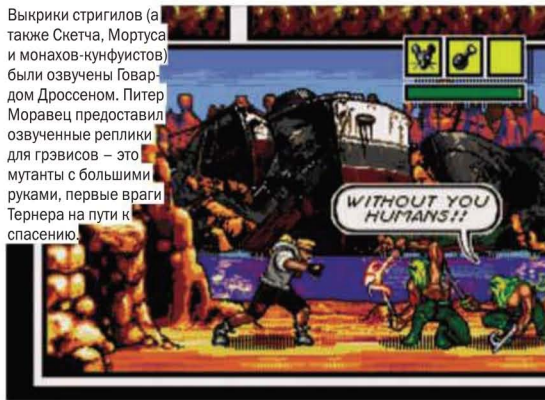 Выкрики стригилов (а
также Скетча, Мортуса
и монахов-кунфуистов)
были озвучены Говар-
дом Дроссеном. Питер
Моравец предоставил
озвученные реплики
для грэвисов – это
мутанты с большими
руками, первые враги
Тернера на пути к
спасению.
WITHOUT YOU
HUMANS!!